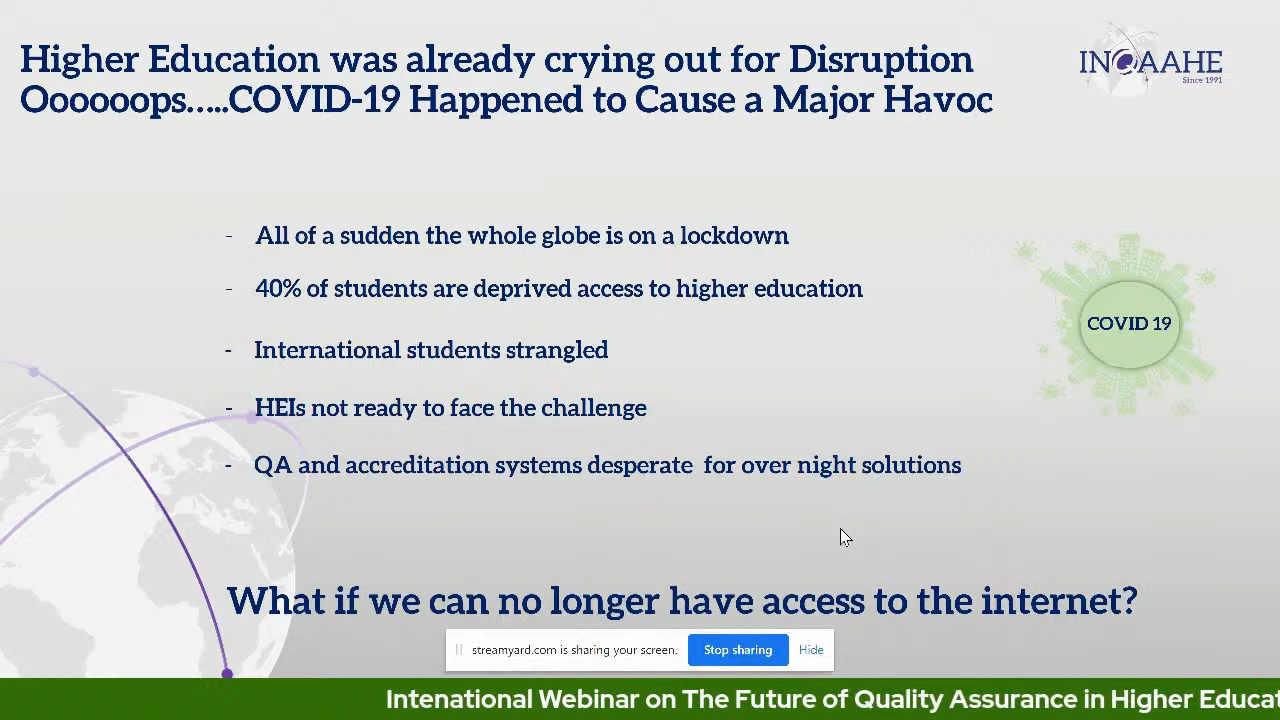 Higher Education was already crying out for Disruption
Oooooops.....COVID-19 Happened to Cause a Major Havoc
INQAAHE
Since 1991
- All of a sudden the whole globe is on a lockdown
- 40% of students are deprived access to higher education
- International students strangled
- HEIs not ready to face the challenge
- QA and accreditation systems desperate for over night solutions
COVID 19
What if we can no longer have access to the internet?
streamyard.com is sharing your screen. Stop sharing Hide
Intenational Webinar on The Future of Quality Assurance in Higher Educat